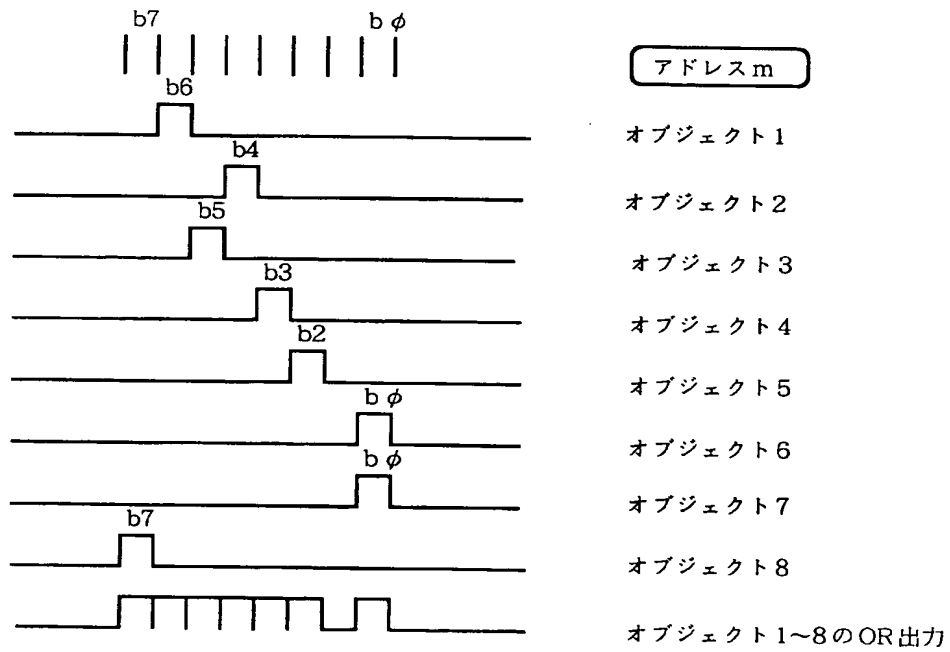 b7 bφ
アドレスm
b6
オブジェクト1
b4
オブジェクト2
b5
オブジェクト3
b3
オブジェクト4
b2
オブジェクト5
bφ
オブジェクト6
bφ
オブジェクト7
b7
オブジェクト8
オブジェクト1~8のOR出力